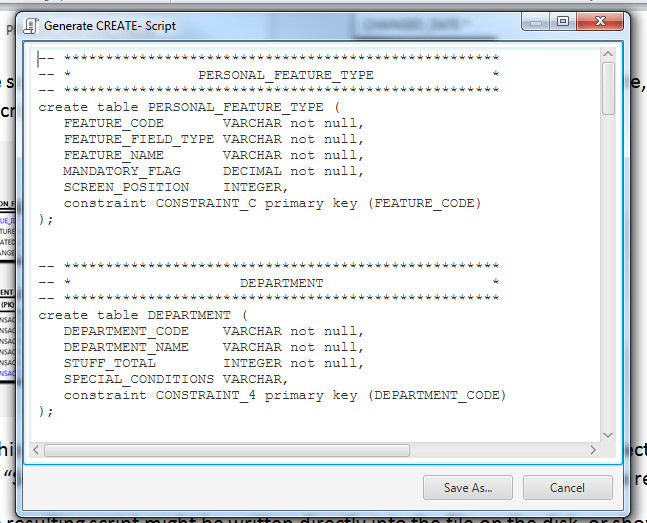 Generate CREATE- Script
-- ****************************************************
-- *               PERSONAL_FEATURE_TYPE              *
-- ****************************************************
create table PERSONAL_FEATURE_TYPE (
   FEATURE_CODE       VARCHAR not null,
   FEATURE_FIELD_TYPE VARCHAR not null,
   FEATURE_NAME       VARCHAR not null,
   MANDATORY_FLAG     DECIMAL not null,
   SCREEN_POSITION    INTEGER,
   constraint CONSTRAINT_C primary key (FEATURE_CODE)
);
-- ****************************************************
-- *                    DEPARTMENT                    *
-- ****************************************************
create table DEPARTMENT (
   DEPARTMENT_CODE    VARCHAR not null,
   DEPARTMENT_NAME    VARCHAR not null,
   STUFF_TOTAL        INTEGER not null,
   SPECIAL_CONDITIONS VARCHAR,
   constraint CONSTRAINT_4 primary key (DEPARTMENT_CODE)
);
Save As...
Cancel